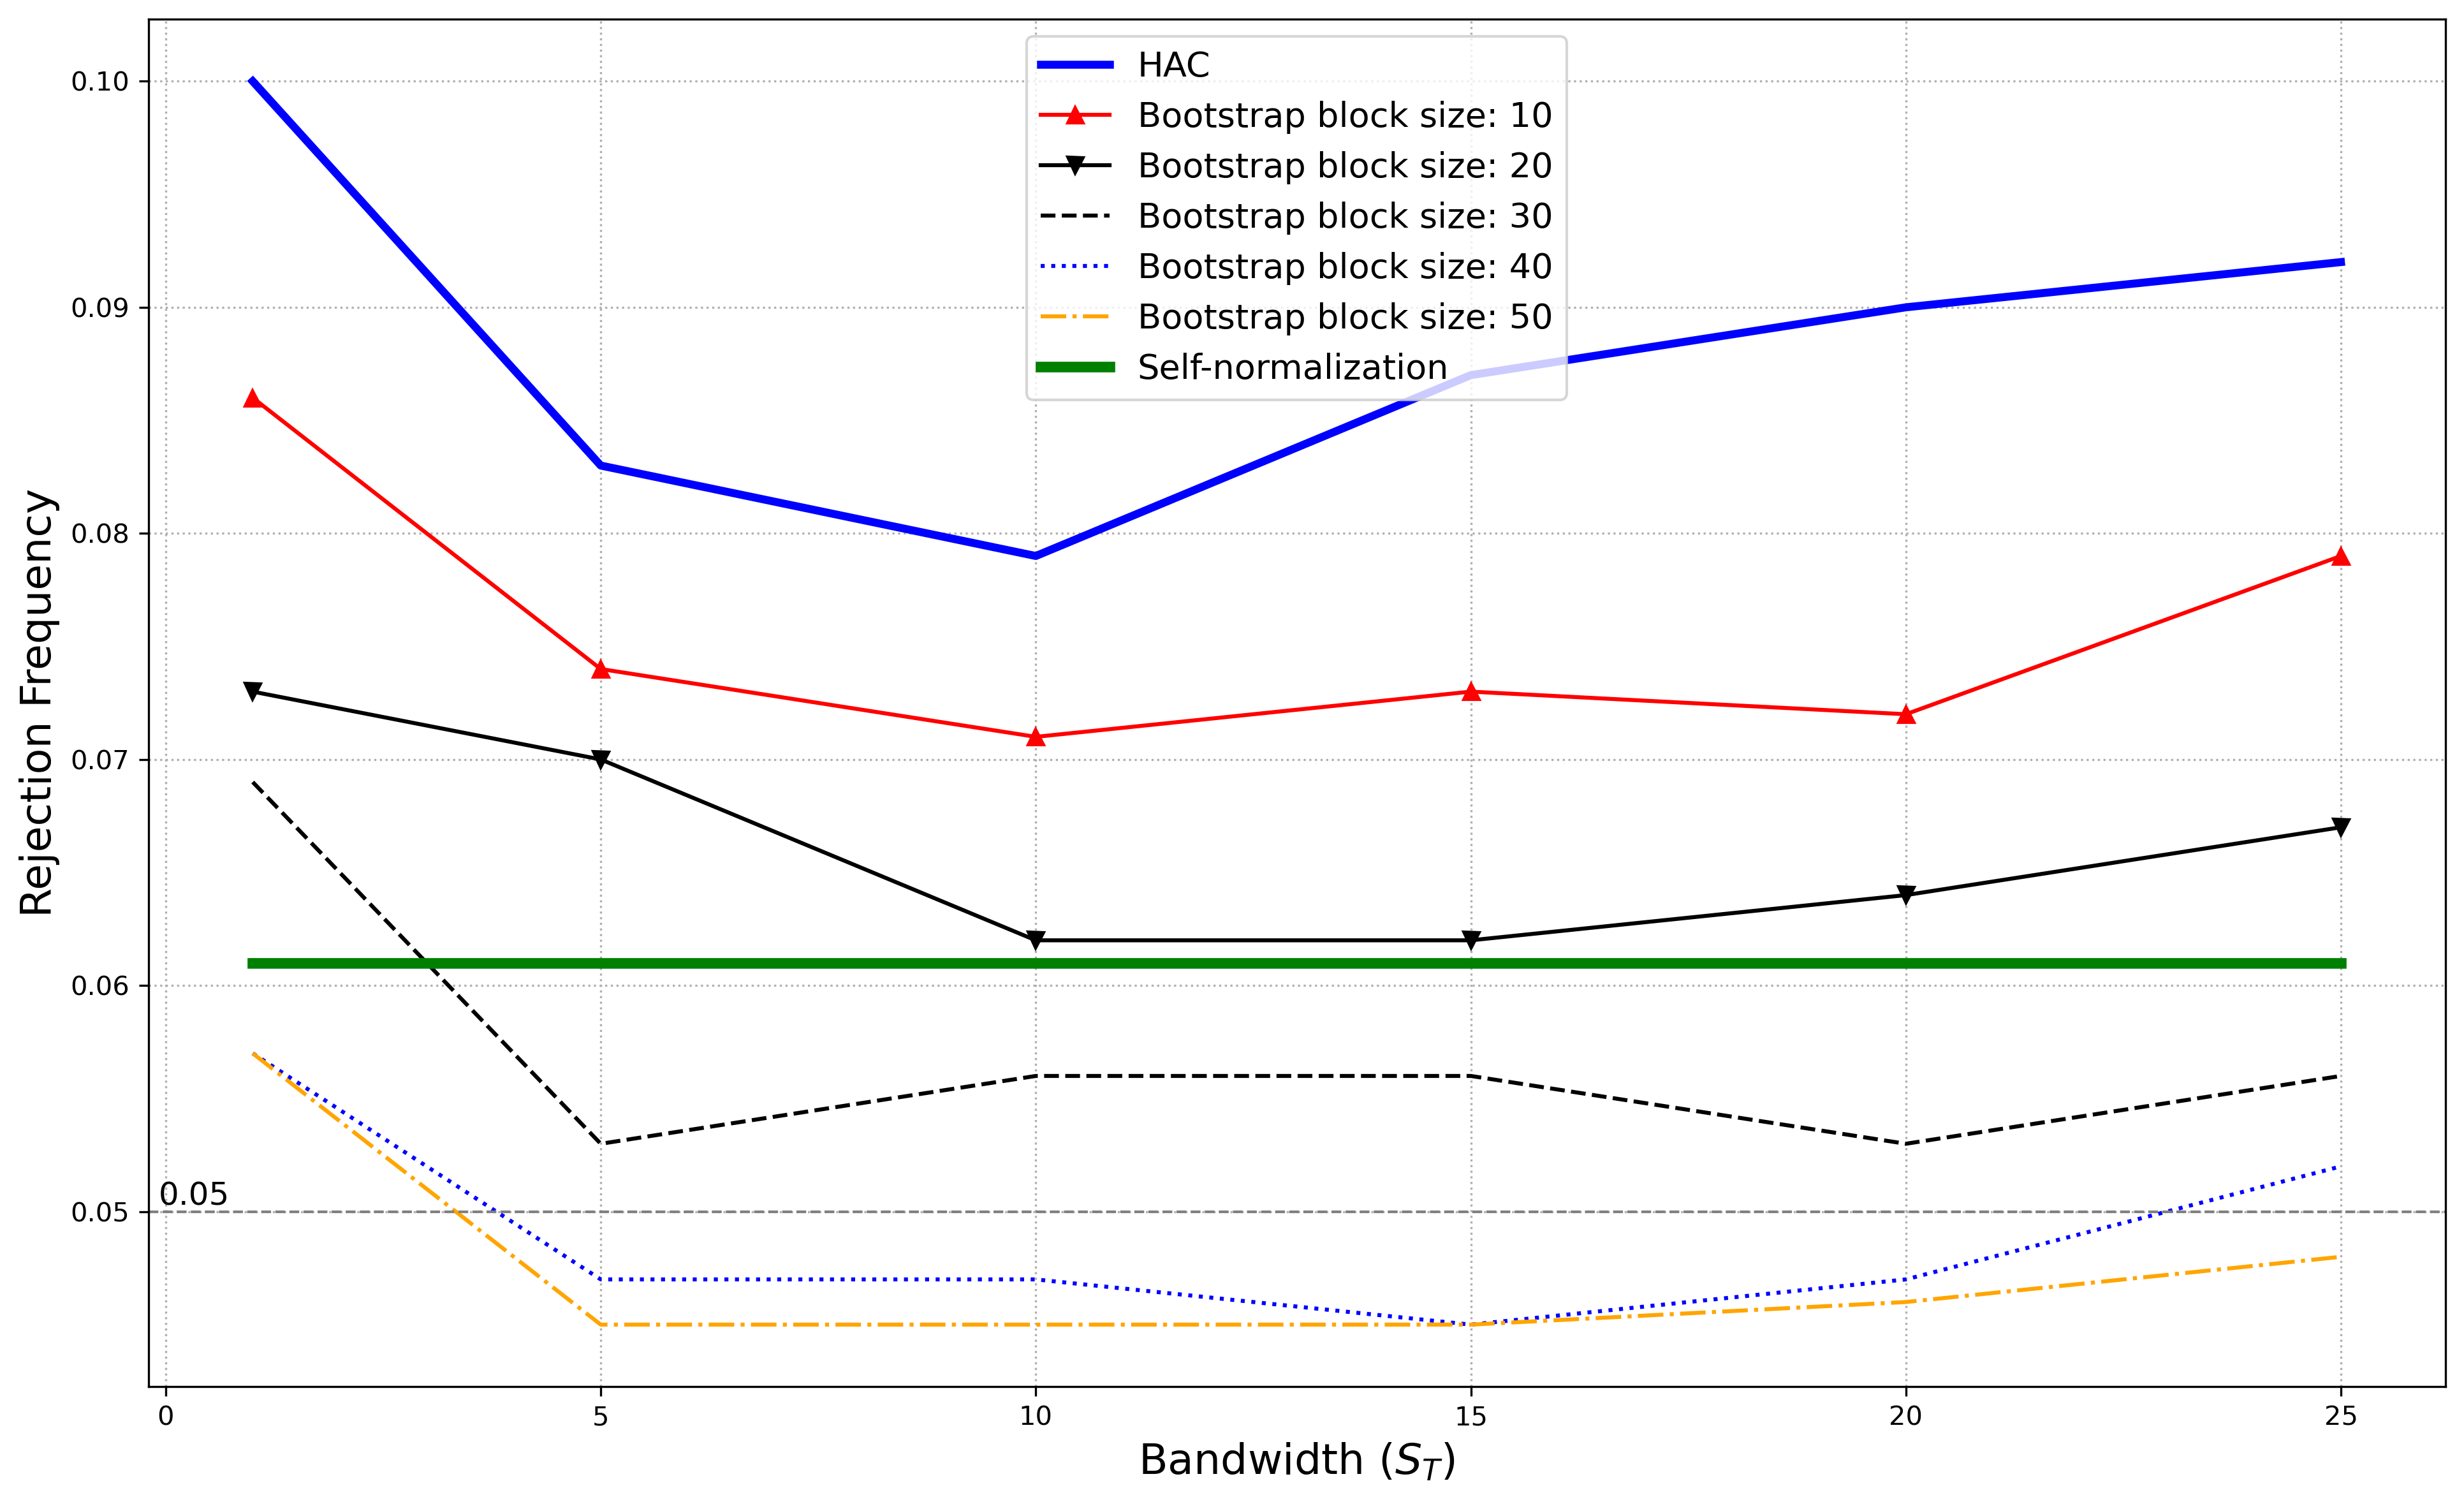 HAC
Bootstrap block size: 10
Bootstrap block size: 20
Bootstrap block size: 30
Bootstrap block size: 40
Bootstrap block size: 50
Self-normalization
Rejection Frequency
0.10
0.09
0.08
0.07
0.06
0.05
0.05
0 5 10 15 20 25
Bandwidth (S_T)